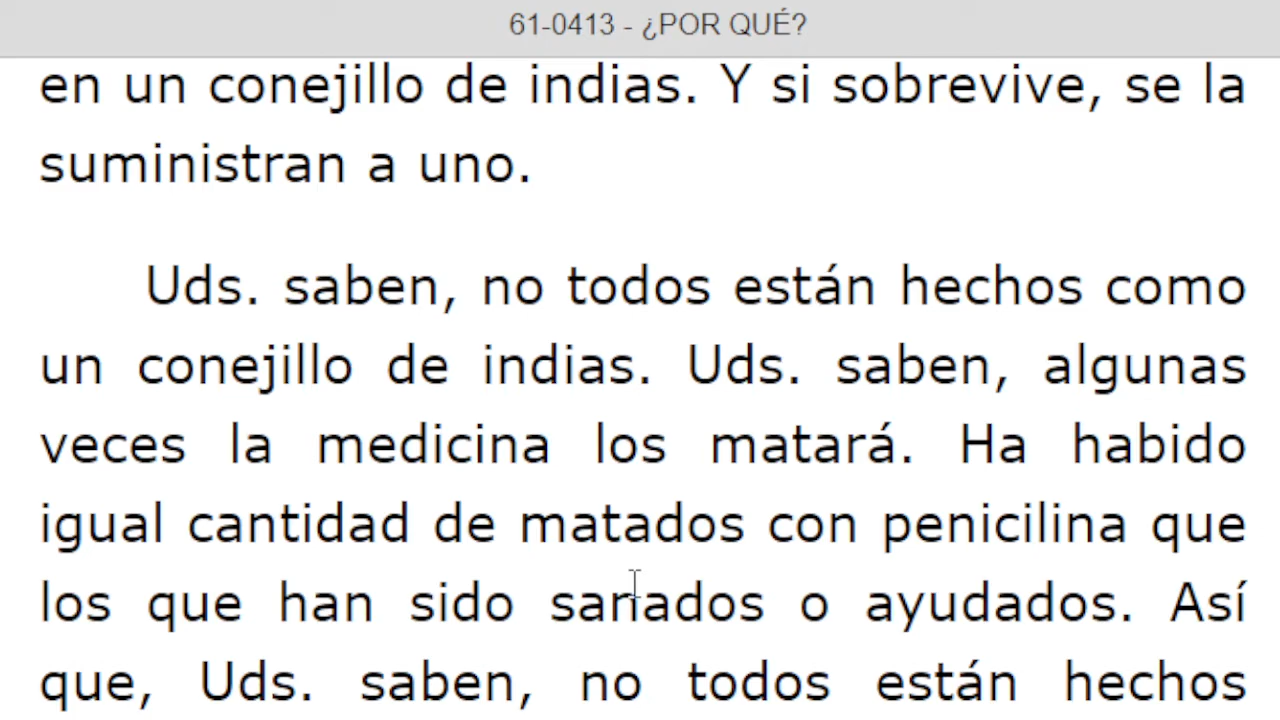 61-0413 - ¿POR QUÉ?
en un conejillo de indias. Y si sobrevive, se la
suministran a uno.
Uds. saben, no todos están hechos como
un conejillo de indias. Uds. saben, algunas
veces la medicina los matará. Ha habido
igual cantidad de matados con penicilina que
los que han sido sanados o ayudados. Así
que, Uds. saben, no todos están hechos